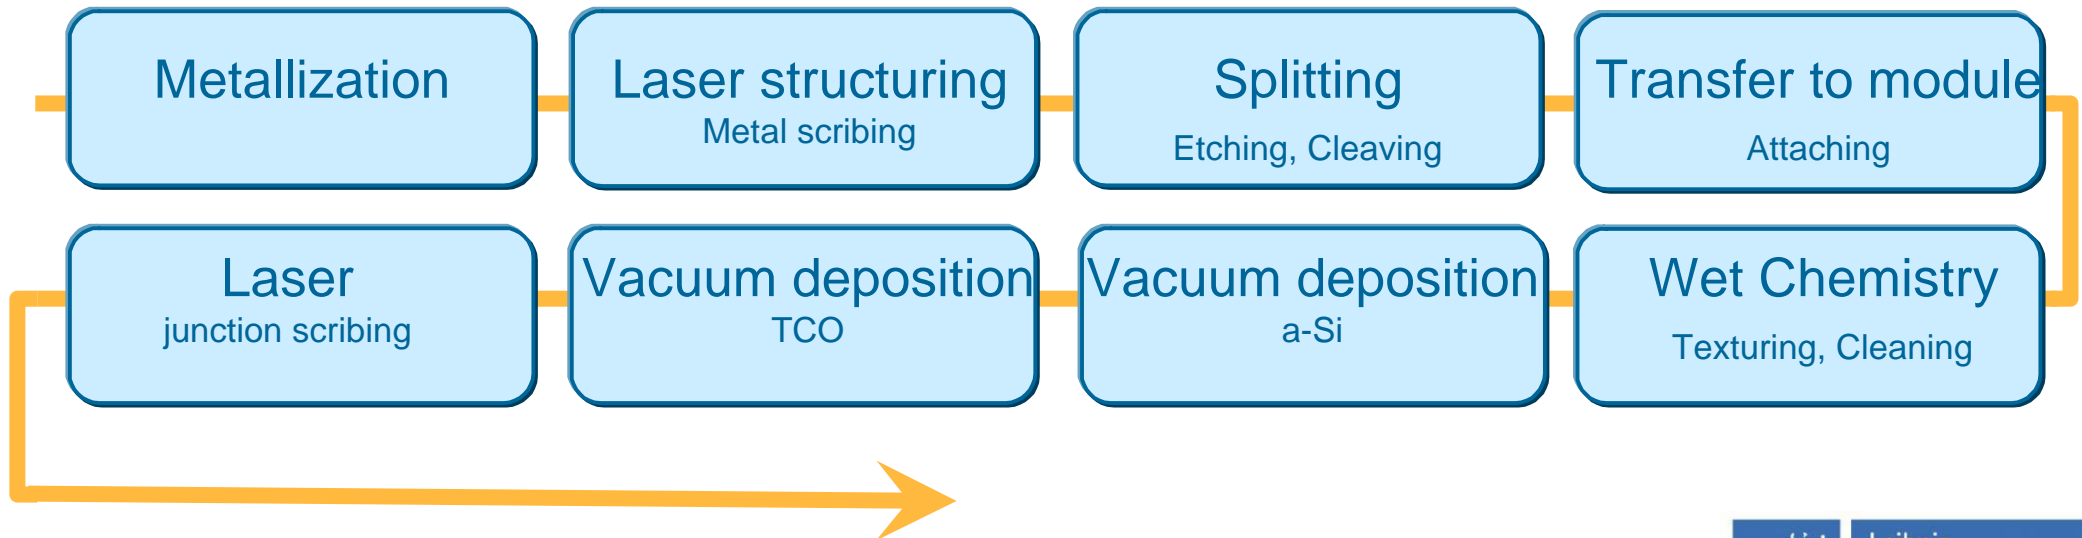 Metallization
Laser structuring
Metal scribing
Splitting
Etching, Cleaving
Transfer to module
Attaching
Laser
junction scribing
Vacuum deposition
TCO
Vacuum deposition
a-Si
Wet Chemistry
Texturing, Cleaning